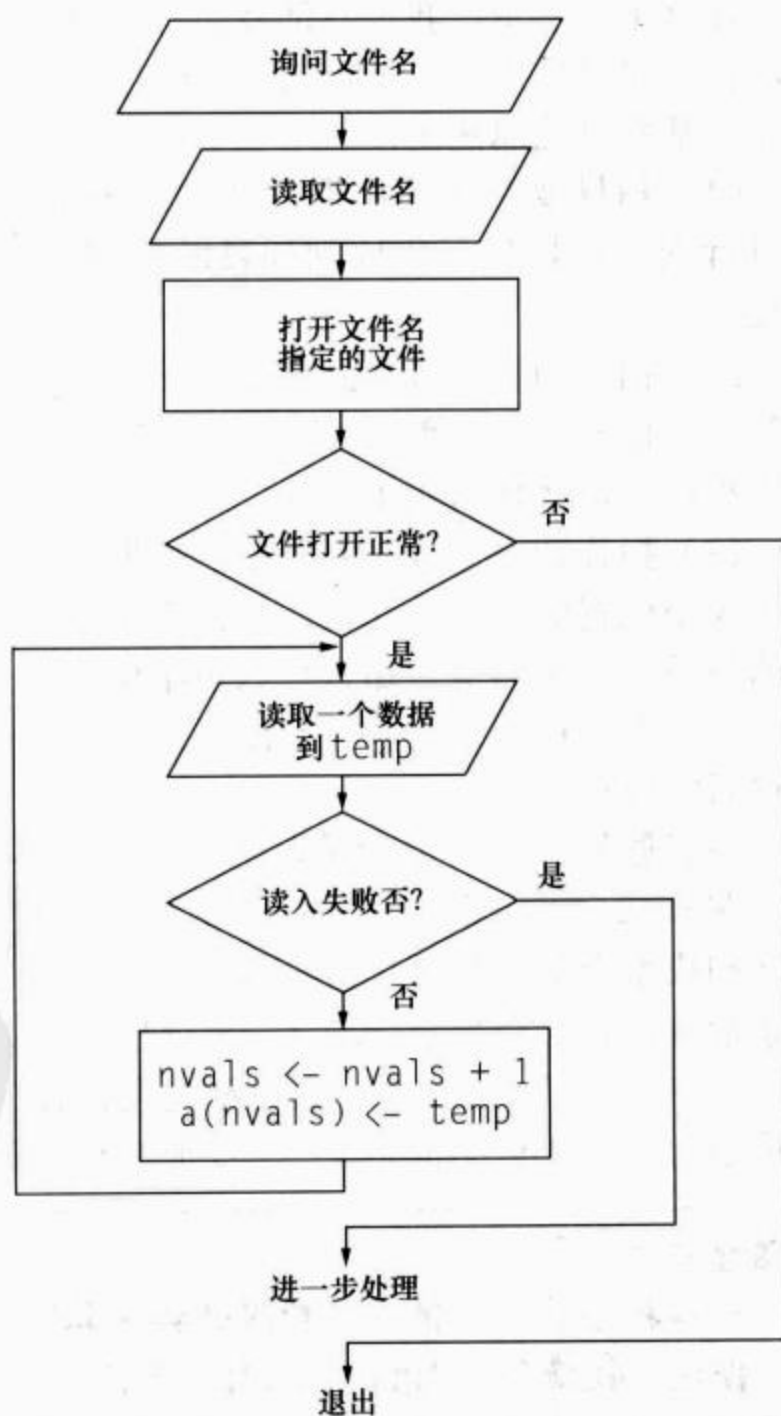 询问文件名
读取文件名
打开文件名
指定的文件
文件打开正常?
否
是
读取一个数据
到temp
读入失败否?
是
否
nvals <- nvals + 1
a(nvals) <- temp
进一步处理
退出